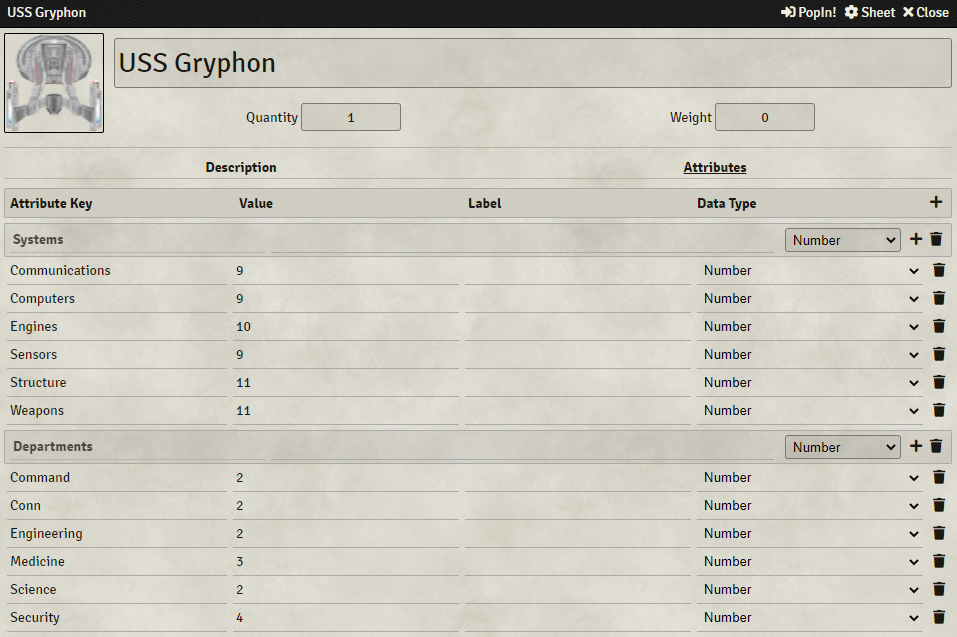 USS Gryphon PopIn! Sheet Close
USS Gryphon
Quantity 1 Weight 0
Description Attributes
Attribute Key Value Label Data Type
Systems Number
Communications 9 Number
Computers 9 Number
Engines 10 Number
Sensors 9 Number
Structure 11 Number
Weapons 11 Number
Departments Number
Command 2 Number
Conn 2 Number
Engineering 2 Number
Medicine 3 Number
Science 2 Number
Security 4 Number